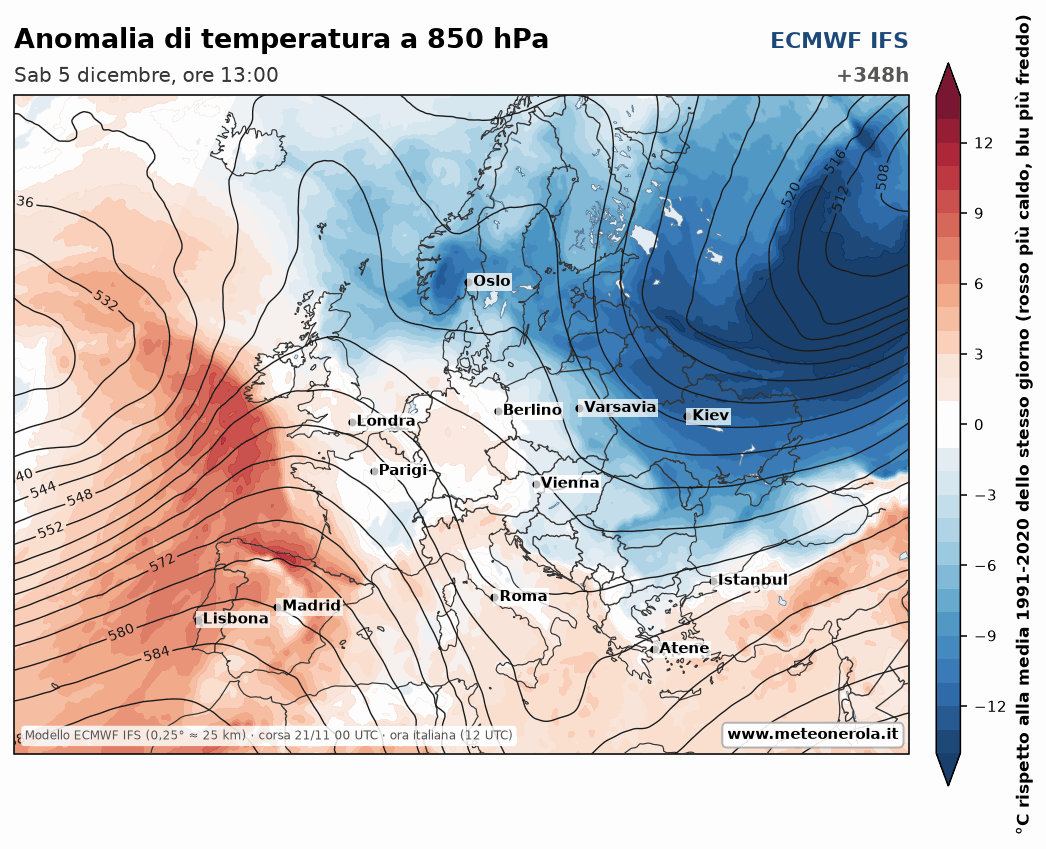 Anomalia di temperatura a 850 hPa
ECMWF IFS
Sab 5 dicembre, ore 13:00
+348h
516
520
512
508
36
532
Oslo
Berlino
Varsavia
Kiev
Londra
Parigi
Vienna
40
544
548
552
572
Istanbul
Roma
Madrid
Lisbona
580
584
Atene
Modello ECMWF IFS (0,25° ≈ 25 km) · corsa 21/11 00 UTC · ora italiana (12 UTC)
www.meteonerola.it
12
9
6
3
0
−3
−6
−9
−12
°C rispetto alla media 1991-2020 dello stesso giorno (rosso più caldo, blu più freddo)